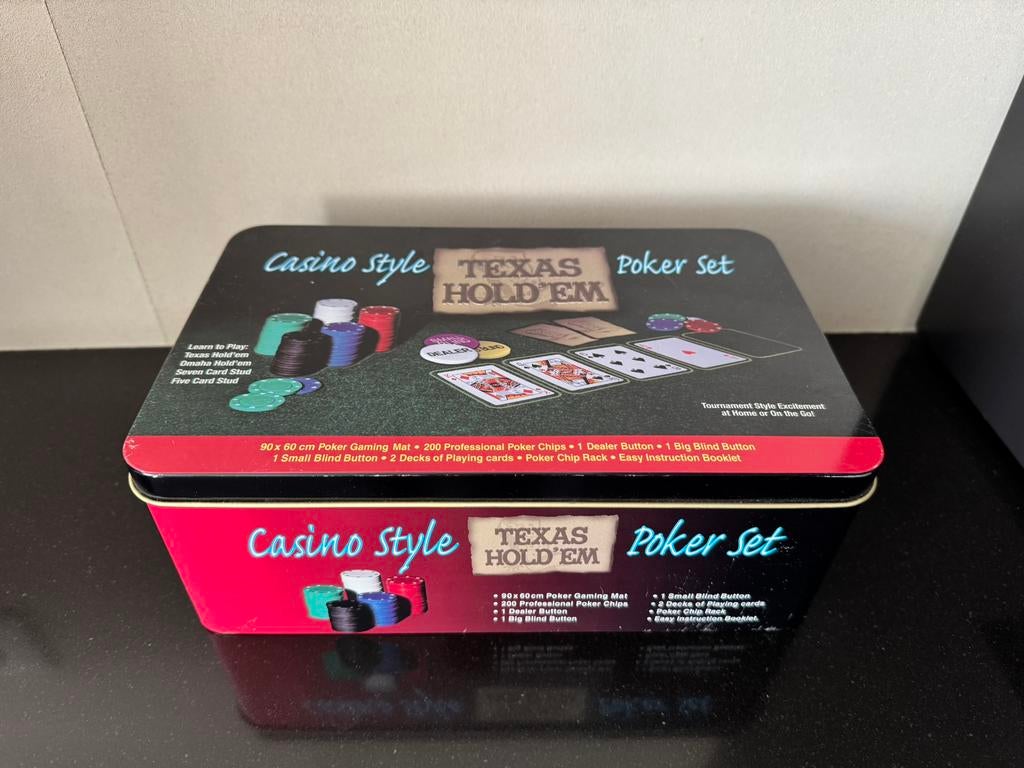 Casino Style TEXAS HOLD'EM Poker Set
Learn to Play:
Texas Hold'em
Omaha Hold'em
Seven Card Stud
Five Card Stud
DEALER
Tournament Style Excitement
at Home or On the Go!
90 x 60 cm Poker Gaming Mat • 200 Professional Poker Chips • 1 Dealer Button • 1 Big Blind Button
1 Small Blind Button • 2 Decks of Playing cards • Poker Chip Rack • Easy Instruction Booklet
Casino Style TEXAS HOLD'EM Poker Set
• 90x60cm Poker Gaming Mat
• 200 Professional Poker Chips
• 1 Dealer Button
• 1 Big Blind Button
• 1 Small Blind Button
• 2 Decks of Playing cards
• Poker Chip Rack
• Easy Instruction Booklet